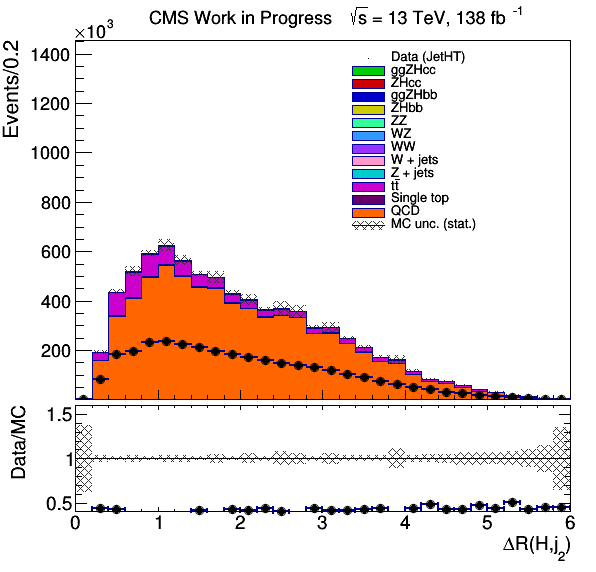 CMS Work in Progress √s = 13 TeV, 138 fb⁻¹
×10³
Events/0.2
1400
1200
1000
800
600
400
200
Data (JetHT)
ggZHcc
ZHcc
ggZHbb
ZHbb
ZZ
WZ
WW
W + jets
Z + jets
tt̄
Single top
QCD
MC unc. (stat.)
Data/MC
1.5
1
0.5
0 1 2 3 4 5 6
ΔR(H,j₂)